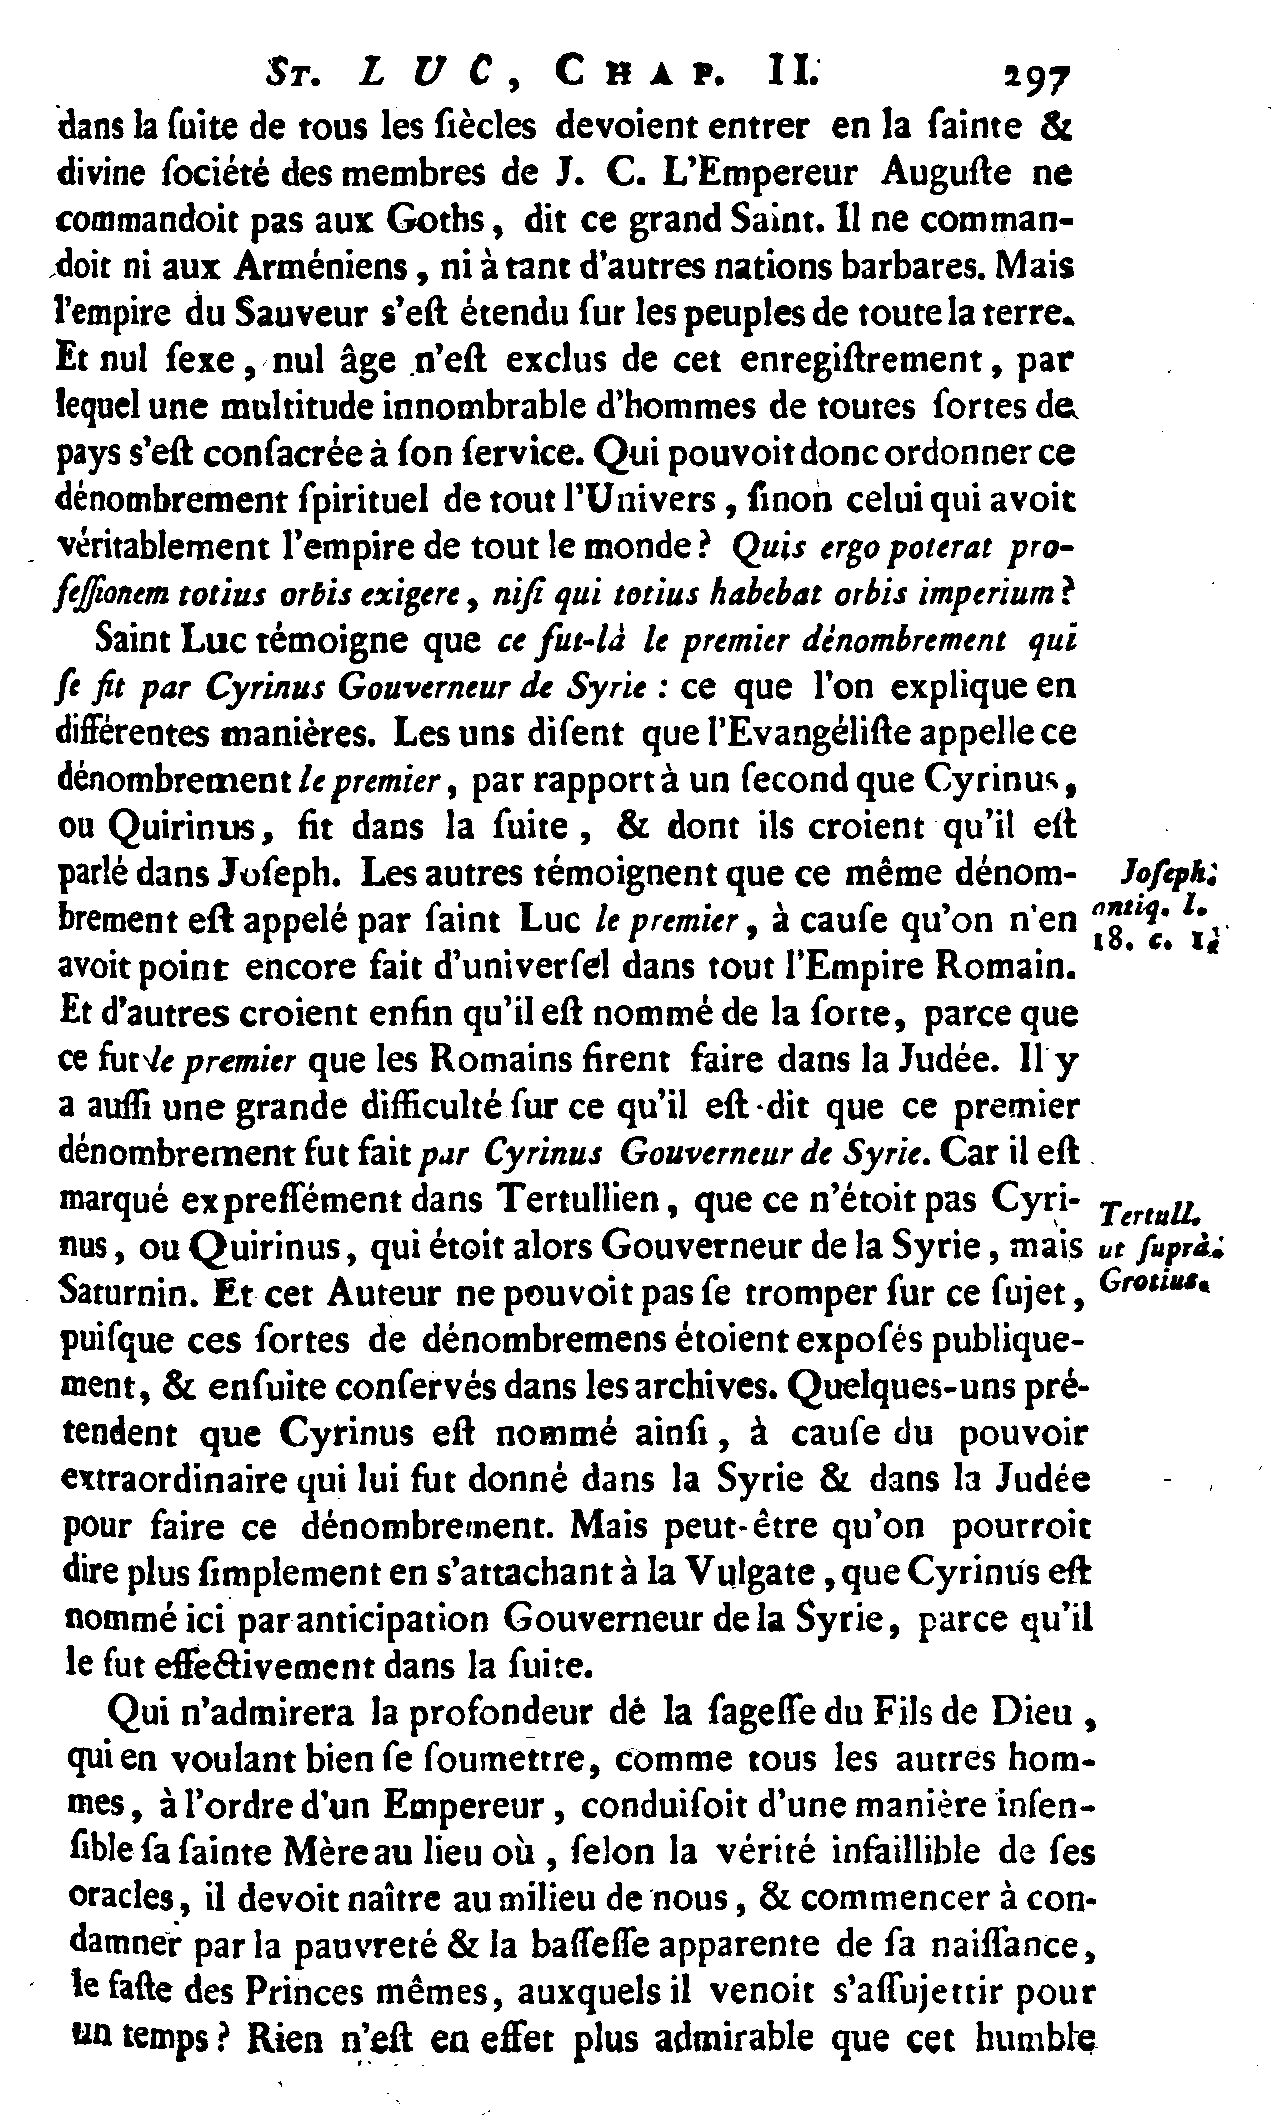 ST. LUC, CHAP. II. 297
dans la ſuite de tous les ſiècles devoient entrer en la ſainte &
divine ſociété des membres de J. C. L'Empereur Auguſte ne
commandoit pas aux Goths, dit ce grand Saint. Il ne comman-
doit ni aux Arméniens, ni à tant d'autres nations barbares. Mais
l'empire du Sauveur s'eſt étendu ſur les peuples de toute la terre.
Et nul ſexe, nul âge n'eſt exclus de cet enregiſtrement, par
lequel une multitude innombrable d'hommes de toutes ſortes de
pays s'eſt conſacrée à ſon ſervice. Qui pouvoit donc ordonner ce
dénombrement ſpirituel de tout l'Univers, ſinon celui qui avoit
véritablement l'empire de tout le monde? Quis ergo poterat pro-
feſſionem totius orbis exigere, niſi qui totius habebat orbis imperium?
Saint Luc témoigne que ce fut-là le premier dénombrement qui
ſe fit par Cyrinus Gouverneur de Syrie : ce que l'on explique en
différentes manières. Les uns diſent que l'Evangéliſte appelle ce
dénombrement le premier, par rapport à un ſecond que Cyrinus,
ou Quirinus, fit dans la ſuite, & dont ils croient qu'il eſt
parlé dans Joſeph. Les autres témoignent que ce même dénom-
brement eſt appelé par ſaint Luc le premier, à cauſe qu'on n'en
avoit point encore fait d'univerſel dans tout l'Empire Romain.
Et d'autres croient enfin qu'il eſt nommé de la ſorte, parce que
ce fut le premier que les Romains firent faire dans la Judée. Il y
a auſſi une grande difficulté ſur ce qu'il eſt dit que ce premier
dénombrement fut fait par Cyrinus Gouverneur de Syrie. Car il eſt
marqué expreſſément dans Tertullien, que ce n'étoit pas Cyri-
nus, ou Quirinus, qui étoit alors Gouverneur de la Syrie, mais
Saturnin. Et cet Auteur ne pouvoit pas ſe tromper ſur ce ſujet,
puiſque ces ſortes de dénombremens étoient expoſés publique-
ment, & enſuite conſervés dans les archives. Quelques-uns pré-
tendent que Cyrinus eſt nommé ainſi, à cauſe du pouvoir
extraordinaire qui lui fut donné dans la Syrie & dans la Judée
pour faire ce dénombrement. Mais peut-être qu'on pourroit
dire plus ſimplement en s'attachant à la Vulgate, que Cyrinus eſt
nommé ici par anticipation Gouverneur de la Syrie, parce qu'il
le fut effectivement dans la ſuite.
Qui n'admirera la profondeur de la ſageſſe du Fils de Dieu,
qui en voulant bien ſe ſoumettre, comme tous les autres hom-
mes, à l'ordre d'un Empereur, conduiſoit d'une manière inſen-
ſible ſa ſainte Mère au lieu où, ſelon la vérité infaillible de ſes
oracles, il devoit naître au milieu de nous, & commencer à con-
damner par la pauvreté & la baſſeſſe apparente de ſa naiſſance,
le faſte des Princes mêmes, auxquels il venoit s'aſſujettir pour
un temps? Rien n'eſt en effet plus admirable que cet humble
Joſeph.
antiq. l.
18. c. 1.
Tertull.
ut ſuprà.
Grotius.